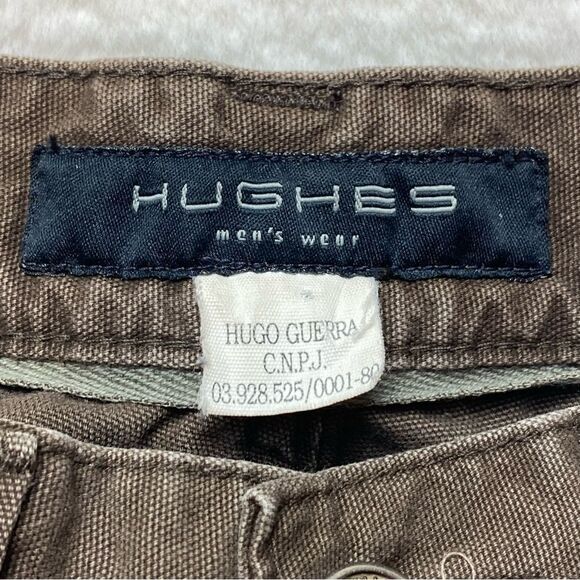 HUGHES
men's wear
HUGO GUERRA
C.N.P.J.
03.928.525/0001-80